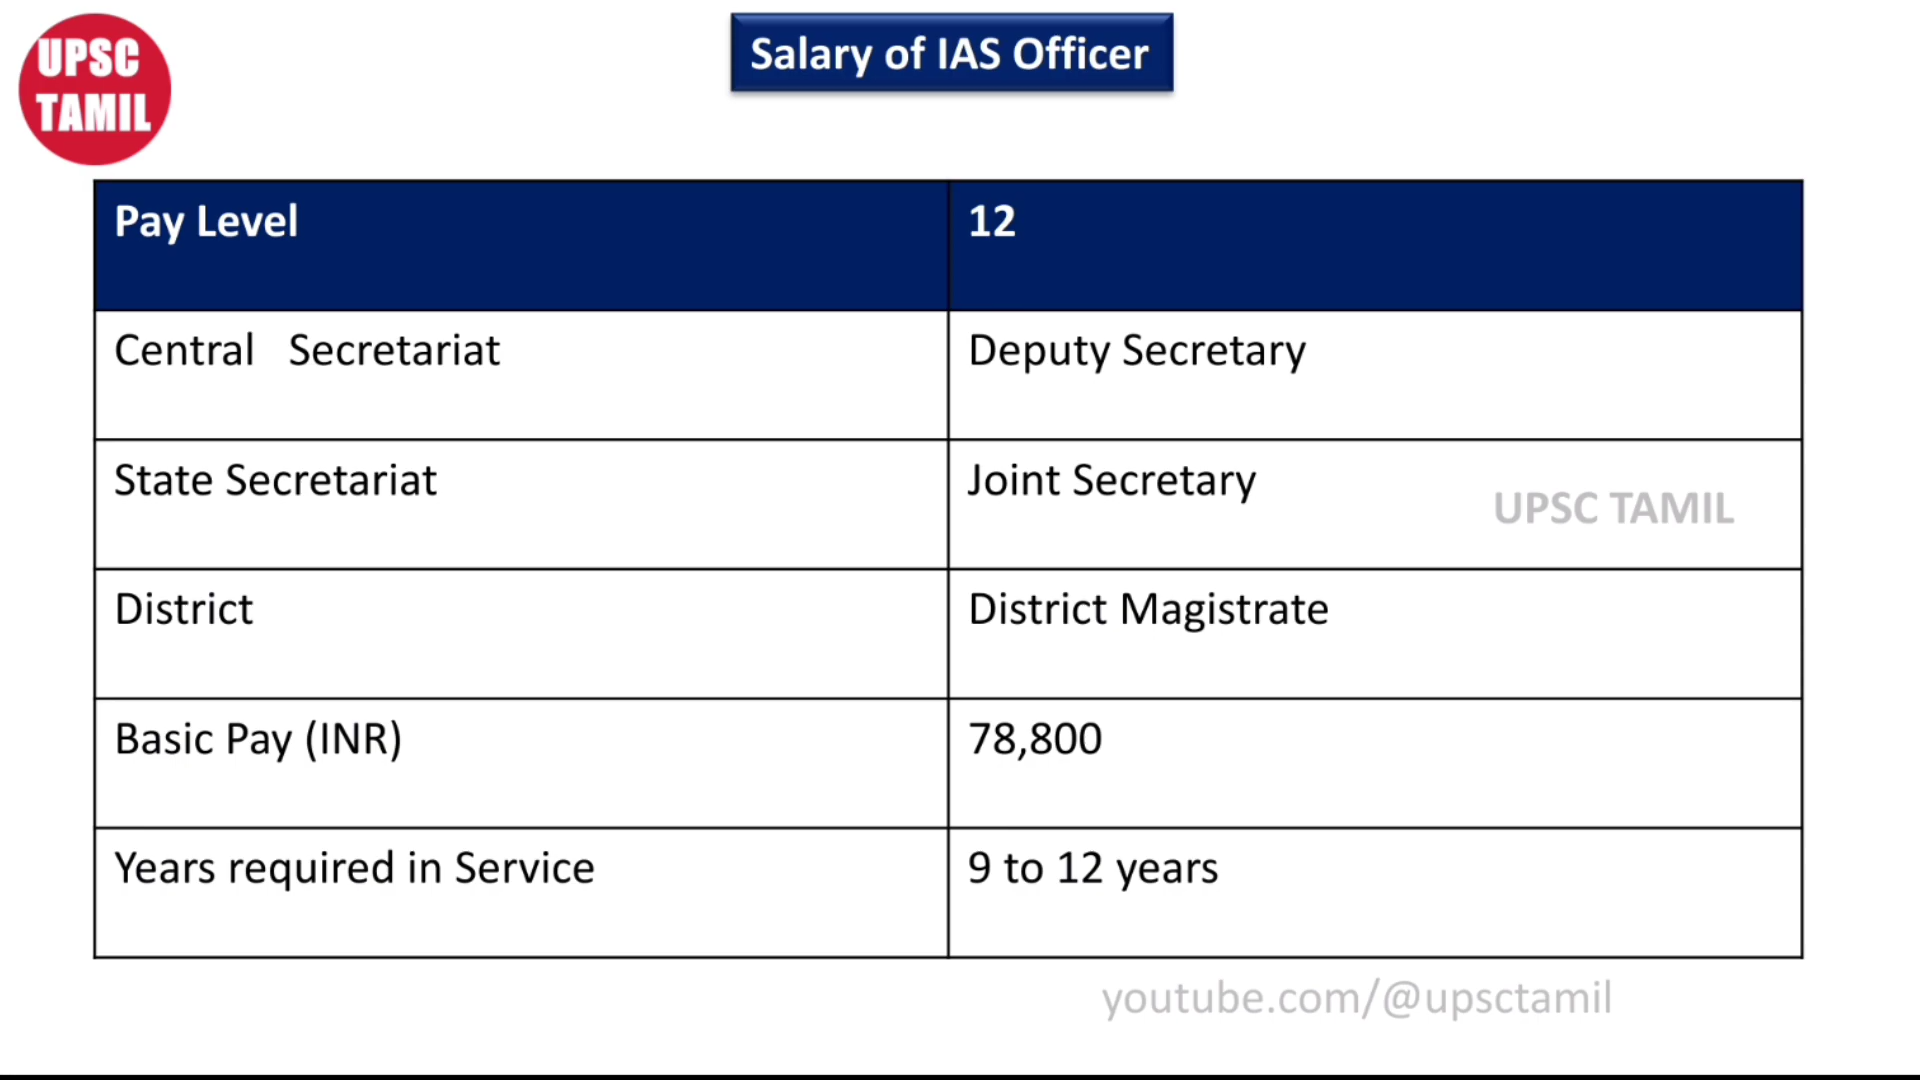 UPSC
TAMIL
Salary of IAS Officer
Pay Level 12
Central Secretariat Deputy Secretary
State Secretariat Joint Secretary
UPSC TAMIL
District District Magistrate
Basic Pay (INR) 78,800
Years required in Service 9 to 12 years
youtube.com/@upsctamil